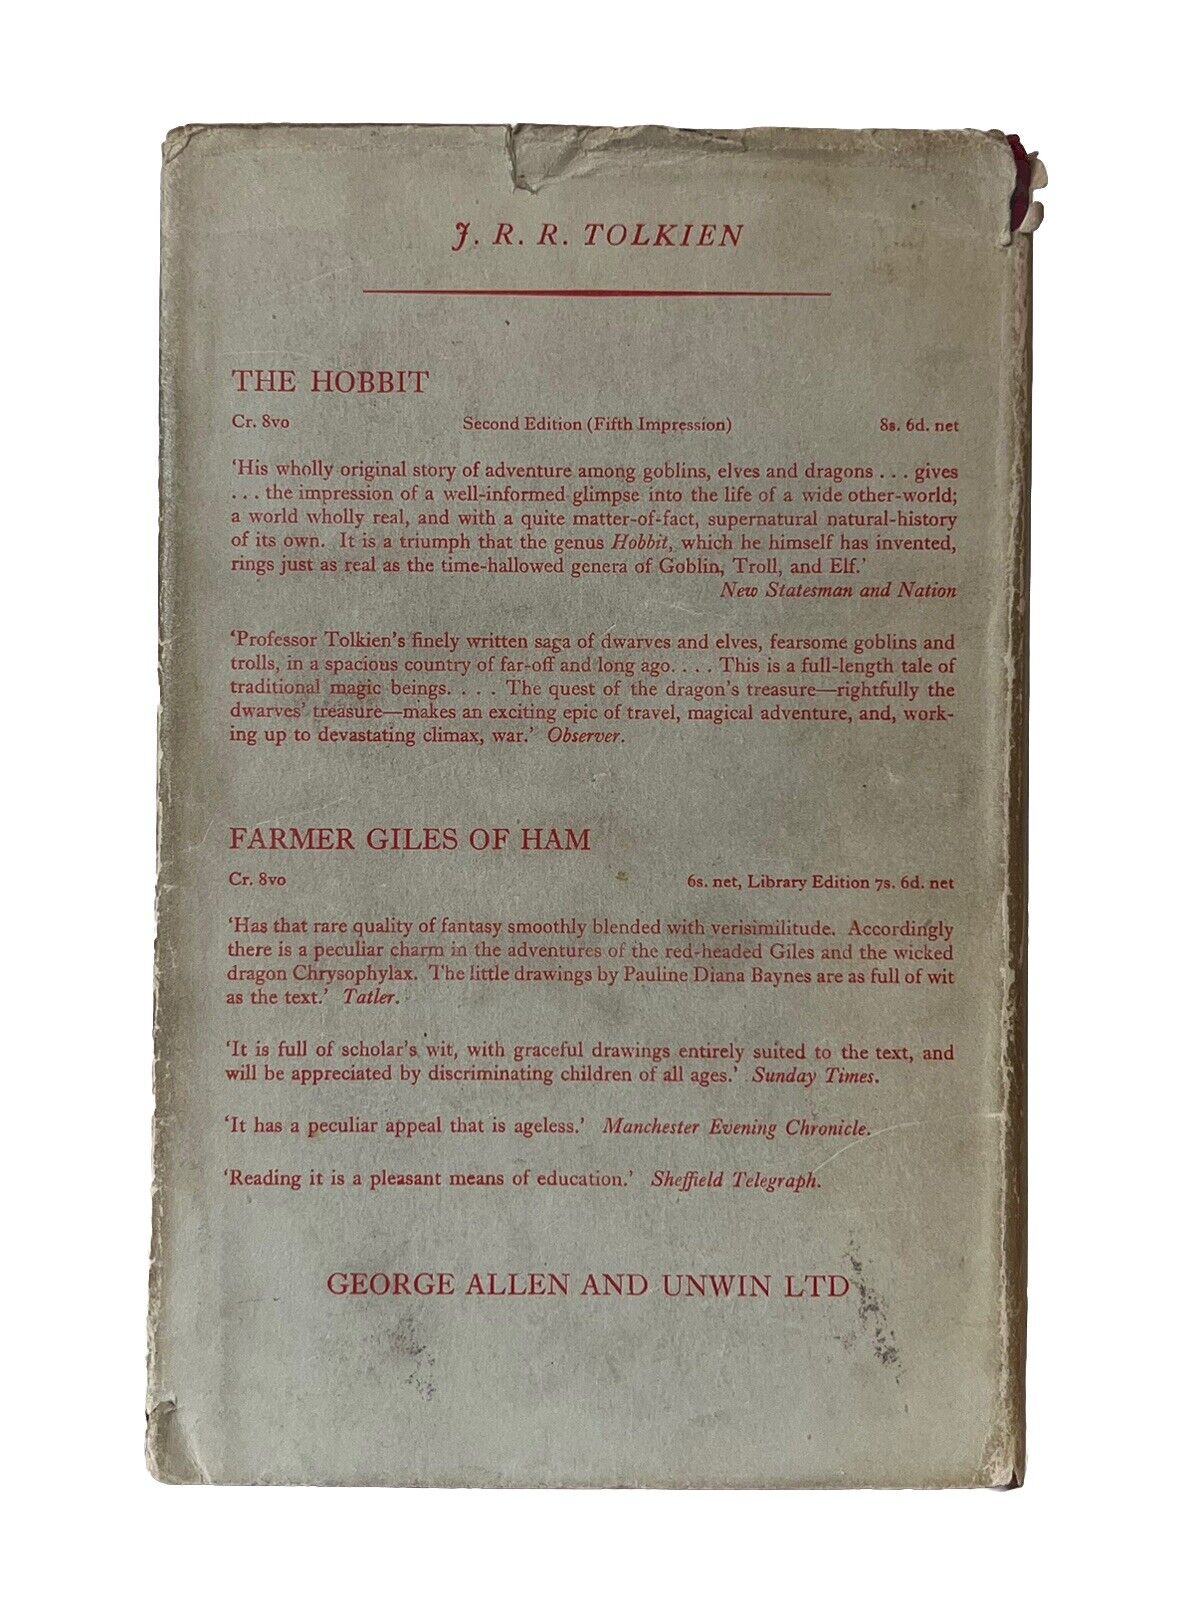 J. R. R. TOLKIEN
THE HOBBIT
Cr. 8vo Second Edition (Fifth Impression) 8s. 6d. net
‘His wholly original story of adventure among goblins, elves and dragons . . . gives
. . . the impression of a well-informed glimpse into the life of a wide other-world;
a world wholly real, and with a quite matter-of-fact, supernatural natural-history
of its own. It is a triumph that the genus Hobbit, which he himself has invented,
rings just as real as the time-hallowed genera of Goblin, Troll, and Elf.’
New Statesman and Nation
‘Professor Tolkien’s finely written saga of dwarves and elves, fearsome goblins and
trolls, in a spacious country of far-off and long ago. . . . This is a full-length tale of
traditional magic beings. . . . The quest of the dragon’s treasure—rightfully the
dwarves’ treasure—makes an exciting epic of travel, magical adventure, and, work-
ing up to devastating climax, war.’ Observer.
FARMER GILES OF HAM
Cr. 8vo 6s. net, Library Edition 7s. 6d. net
‘Has that rare quality of fantasy smoothly blended with verisimilitude. Accordingly
there is a peculiar charm in the adventures of the red-headed Giles and the wicked
dragon Chrysophylax. The little drawings by Pauline Diana Baynes are as full of wit
as the text.’ Tatler.
‘It is full of scholar’s wit, with graceful drawings entirely suited to the text, and
will be appreciated by discriminating children of all ages.’ Sunday Times.
‘It has a peculiar appeal that is ageless.’ Manchester Evening Chronicle.
‘Reading it is a pleasant means of education.’ Sheffield Telegraph.
GEORGE ALLEN AND UNWIN LTD